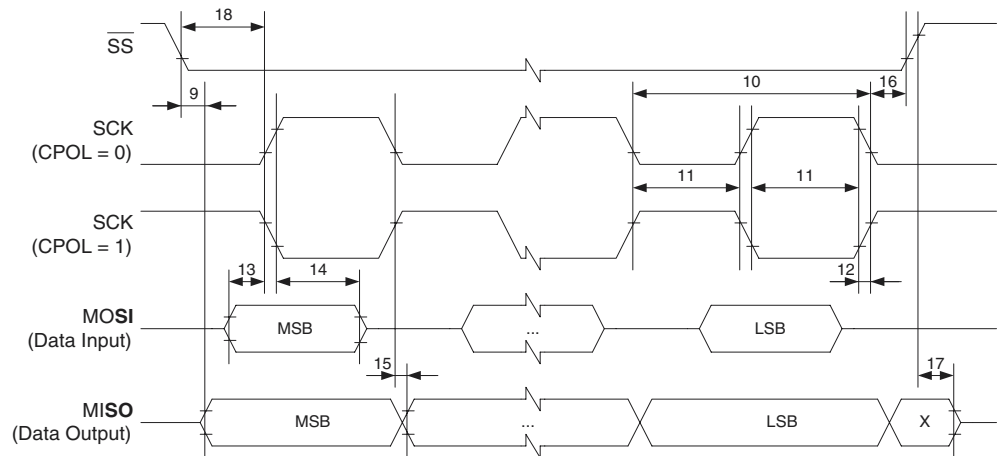 18
SS
10
9
16
SCK
(CPOL = 0)
11
11
SCK
(CPOL = 1)
13
14
12
MOSI
(Data Input)
MSB
...
LSB
15
17
MISO
(Data Output)
MSB
...
LSB
X